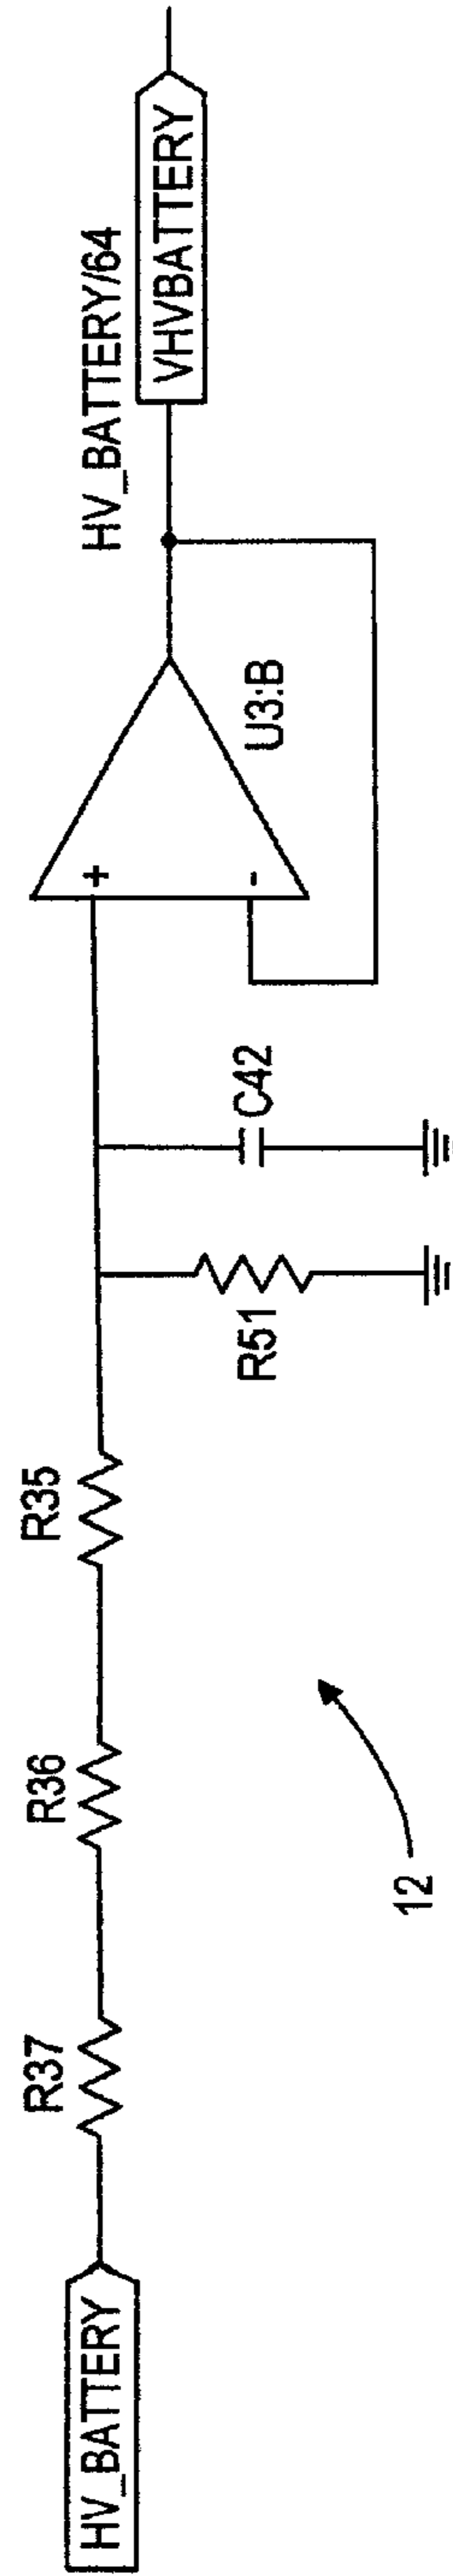 HV_BATTERY
R37
R36
R35
R51
C42
+
-
U3:B
HV_BATTERY/64
VHVBATTERY
12